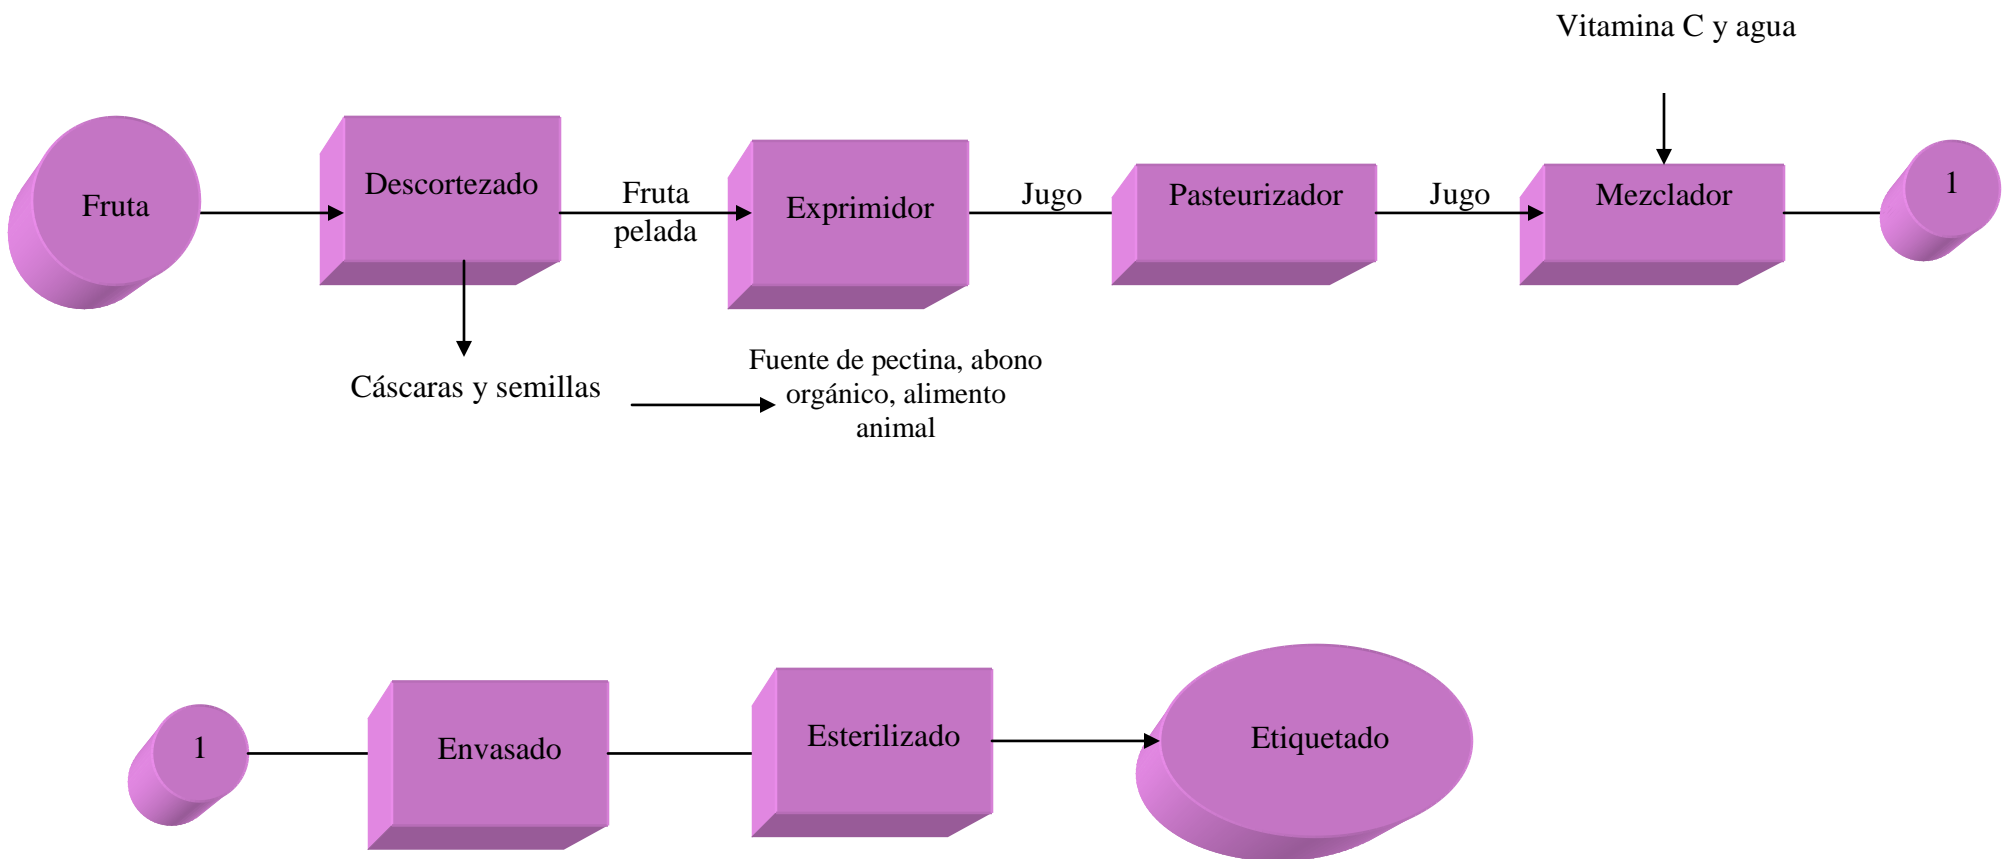 Vitamina C y agua
Fruta
Descortezado
Fruta
pelada
Exprimidor
Jugo
Pasteurizador
Jugo
Mezclador
1
Cáscaras y semillas
Fuente de pectina, abono
orgánico, alimento
animal
1
Envasado
Esterilizado
Etiquetado